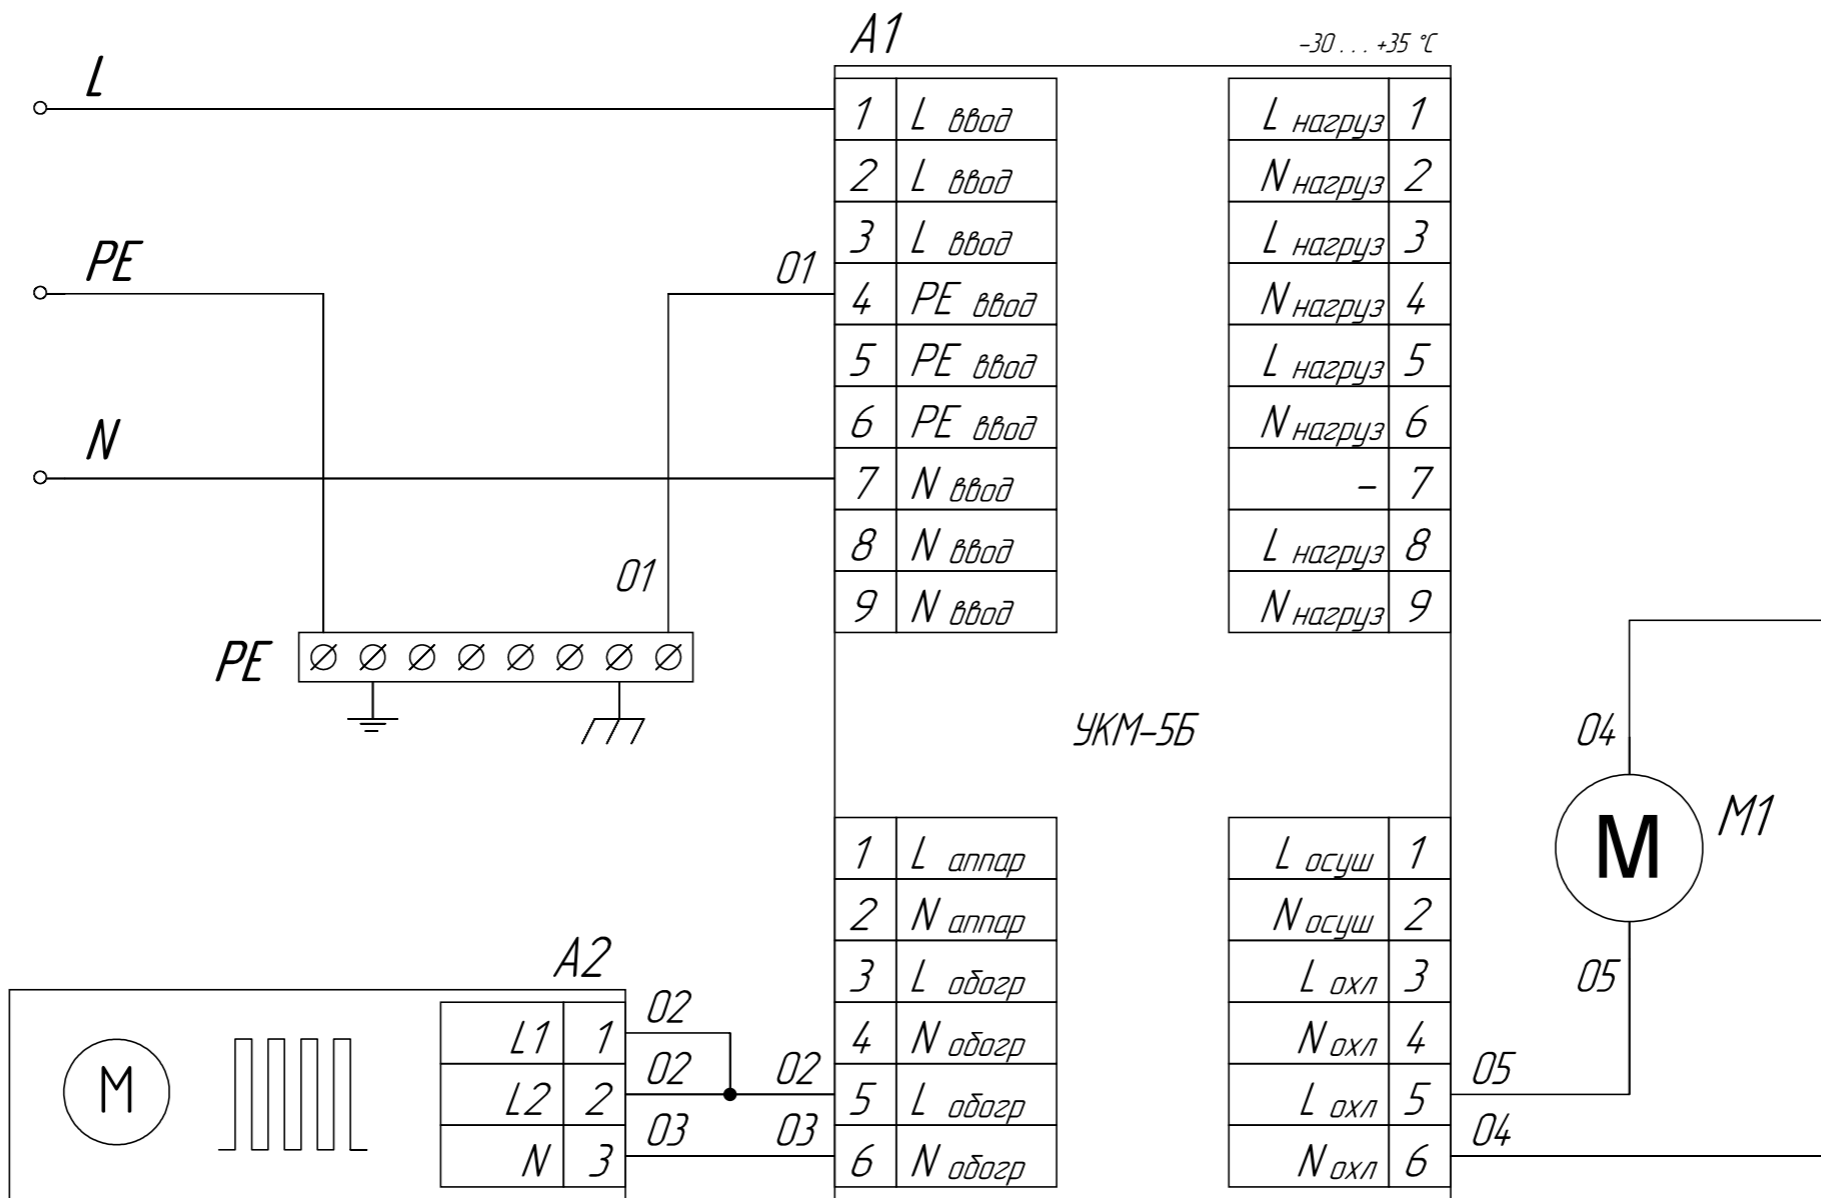 A1
-30 . . . +35 °C
L
1 L ввод
L нагруз 1
2 L ввод
N нагруз 2
3 L ввод
L нагруз 3
PE
01
4 PE ввод
N нагруз 4
5 PE ввод
L нагруз 5
6 PE ввод
N нагруз 6
N
7 N ввод
- 7
8 N ввод
L нагруз 8
01
9 N ввод
N нагруз 9
PE
УКМ-5Б
04
M
M1
1 L аппар
L осуш 1
2 N аппар
N осуш 2
A2
3 L обогр
L охл 3
05
02
L1 1
4 N обогр
N охл 4
M
02
02
L2 2
5 L обогр
L охл 5
05
03
03
N 3
6 N обогр
N охл 6
04